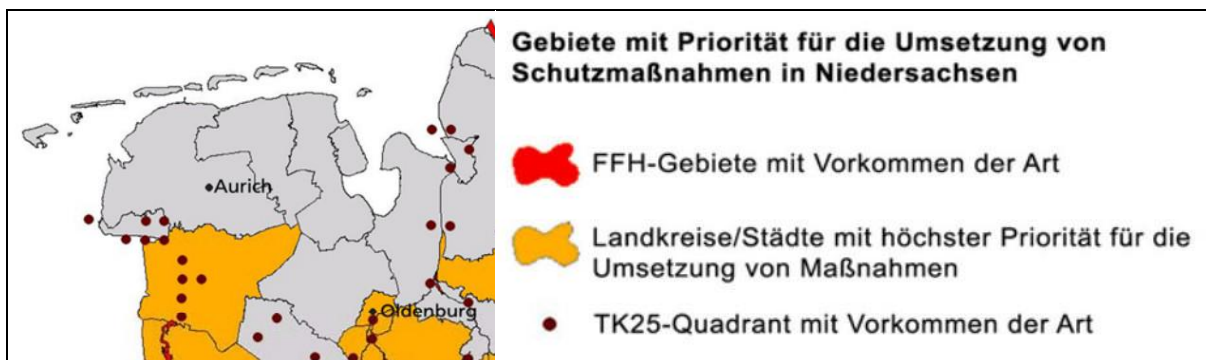 Aurich
Oldenburg
Gebiete mit Priorität für die Umsetzung von
Schutzmaßnahmen in Niedersachsen
FFH-Gebiete mit Vorkommen der Art
Landkreise/Städte mit höchster Priorität für die
Umsetzung von Maßnahmen
TK25-Quadrant mit Vorkommen der Art